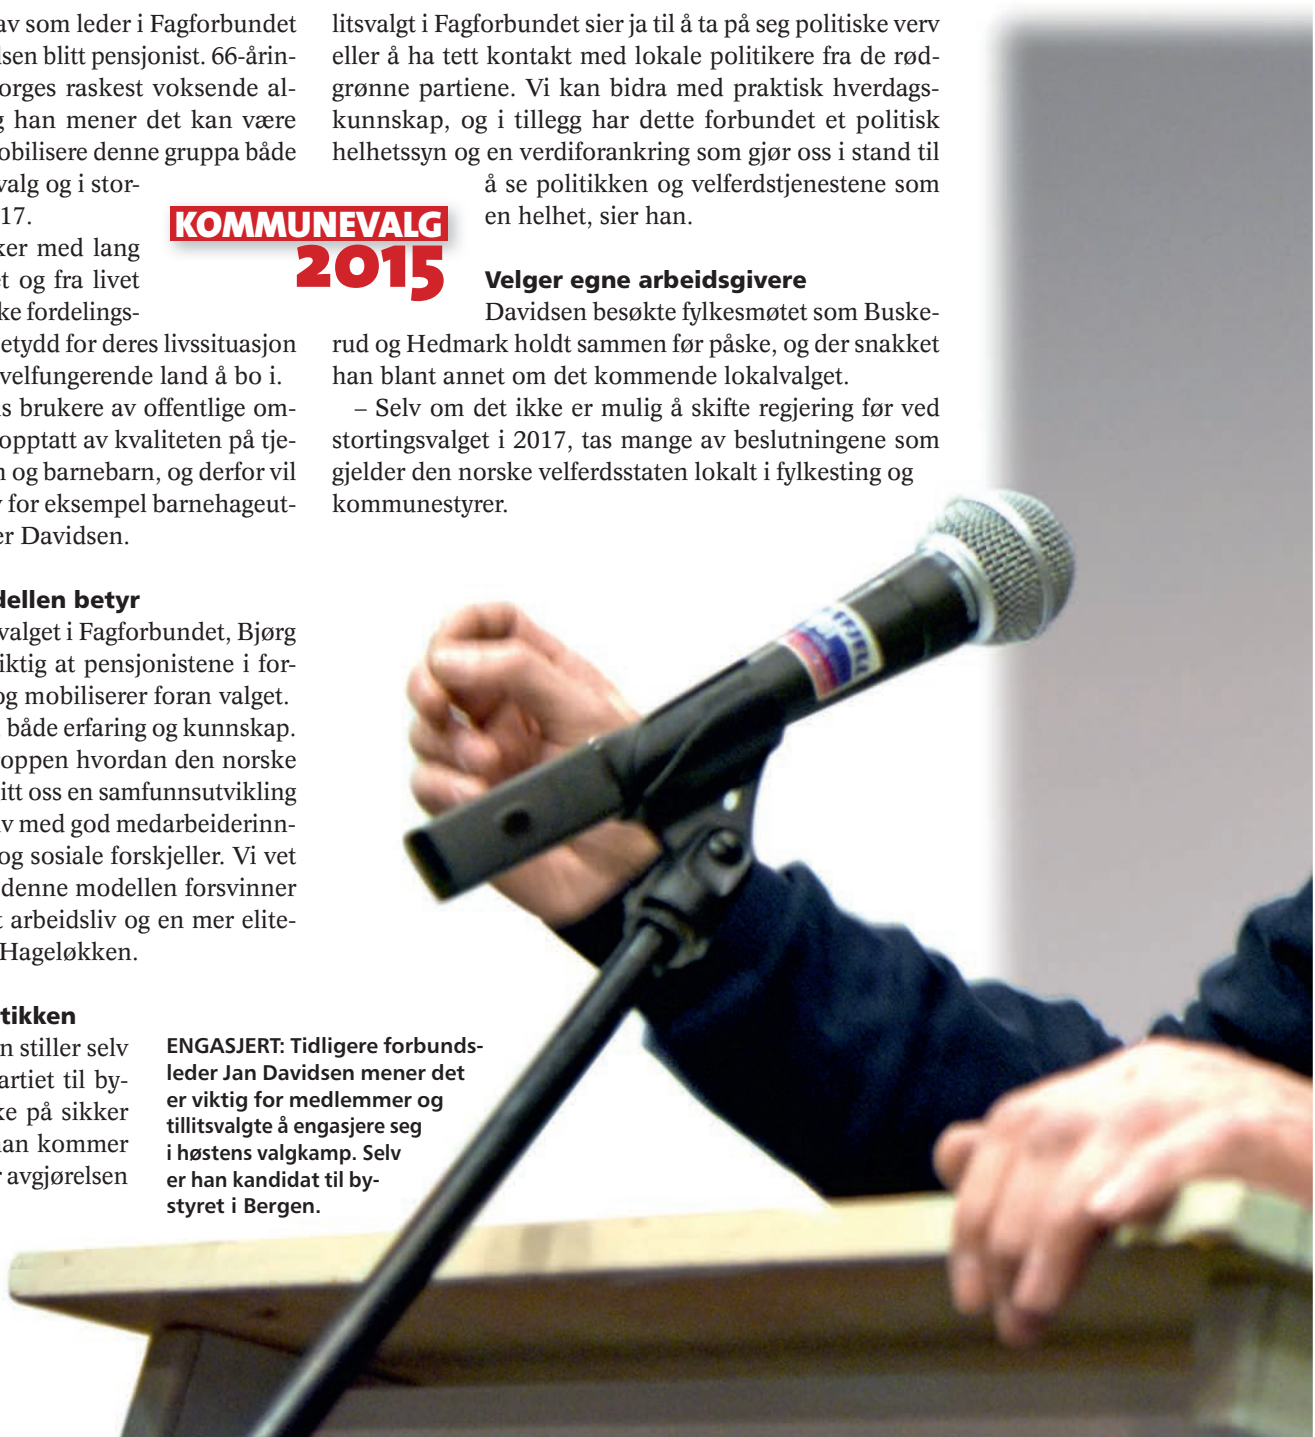 av som leder i Fagforbundet
lsen blitt pensjonist. 66-årin-
orges raskest voksende al-
g han mener det kan være
obilisere denne gruppa både
valg og i stor-
17.
ker med lang
et og fra livet
ke fordelings-
etydd for deres livssituasjon
velfungerende land å bo i.
s brukere av offentlige om-
opptatt av kvaliteten på tje-
n og barnebarn, og derfor vil
v for eksempel barnehageut-
er Davidsen.
dellen betyr
valget i Fagforbundet, Bjørg
iktig at pensjonistene i for-
og mobiliserer foran valget.
både erfaring og kunnskap.
oppen hvordan den norske
itt oss en samfunnsutvikling
iv med god medarbeiderinn-
og sosiale forskjeller. Vi vet
denne modellen forsvinner
t arbeidsliv og en mer elite-
Hageløkken.
tikken
n stiller selv
artiet til by-
ke på sikker
han kommer
r avgjørelsen
KOMMUNEVALG
2015
litsvalgt i Fagforbundet sier ja til å ta på seg politiske verv
eller å ha tett kontakt med lokale politikere fra de rød-
grønne partiene. Vi kan bidra med praktisk hverdags-
kunnskap, og i tillegg har dette forbundet et politisk
helhetssyn og en verdiforankring som gjør oss i stand til
å se politikken og velferdstjenestene som
en helhet, sier han.
Velger egne arbeidsgivere
Davidsen besøkte fylkesmøtet som Buske-
rud og Hedmark holdt sammen før påske, og der snakket
han blant annet om det kommende lokalvalget.
– Selv om det ikke er mulig å skifte regjering før ved
stortingsvalget i 2017, tas mange av beslutningene som
gjelder den norske velferdsstaten lokalt i fylkesting og
kommunestyrer.
ENGASJERT: Tidligere forbunds-
leder Jan Davidsen mener det
er viktig for medlemmer og
tillitsvalgte å engasjere seg
i høstens valgkamp. Selv
er han kandidat til by-
styret i Bergen.